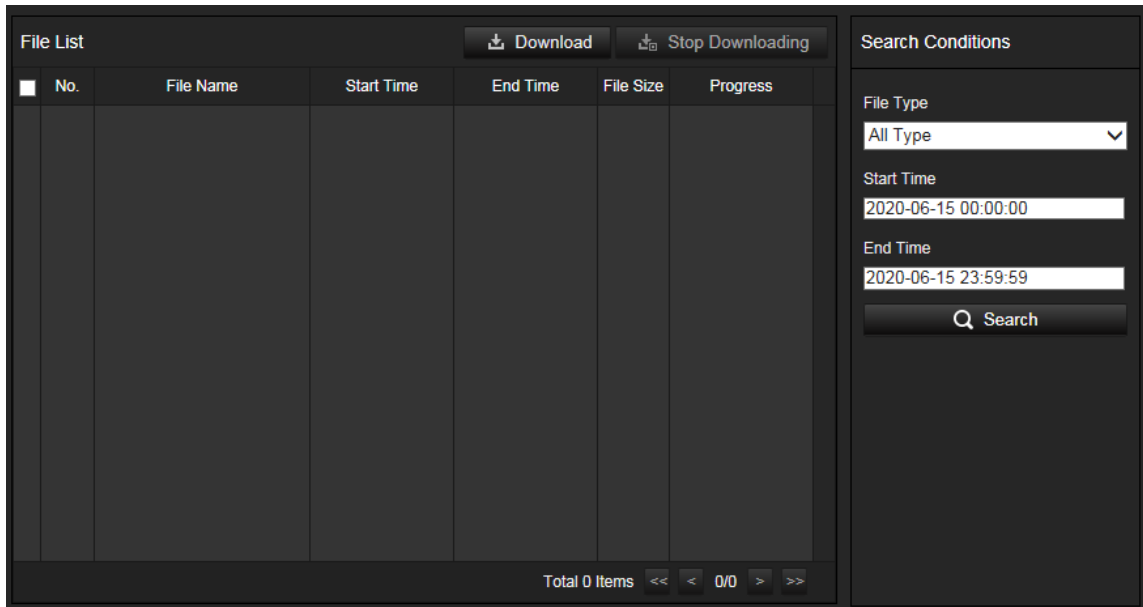 File List
Download
Stop Downloading
No. File Name Start Time End Time File Size Progress
Total 0 Items << < 0/0 > >>
Search Conditions
File Type
All Type
Start Time
2020-06-15 00:00:00
End Time
2020-06-15 23:59:59
Search